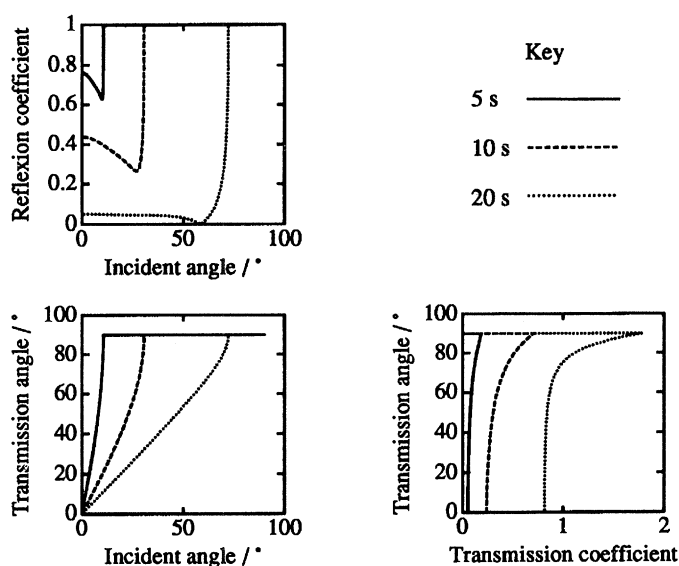 Reflexion coefficient
1
0.8
0.6
0.4
0.2
0
0
50
100
Incident angle / °
Key
5 s
10 s
20 s
Transmission angle / °
100
80
60
40
20
0
0
50
100
Incident angle / °
Transmission angle / °
100
80
60
40
20
0
0
1
2
Transmission coefficient